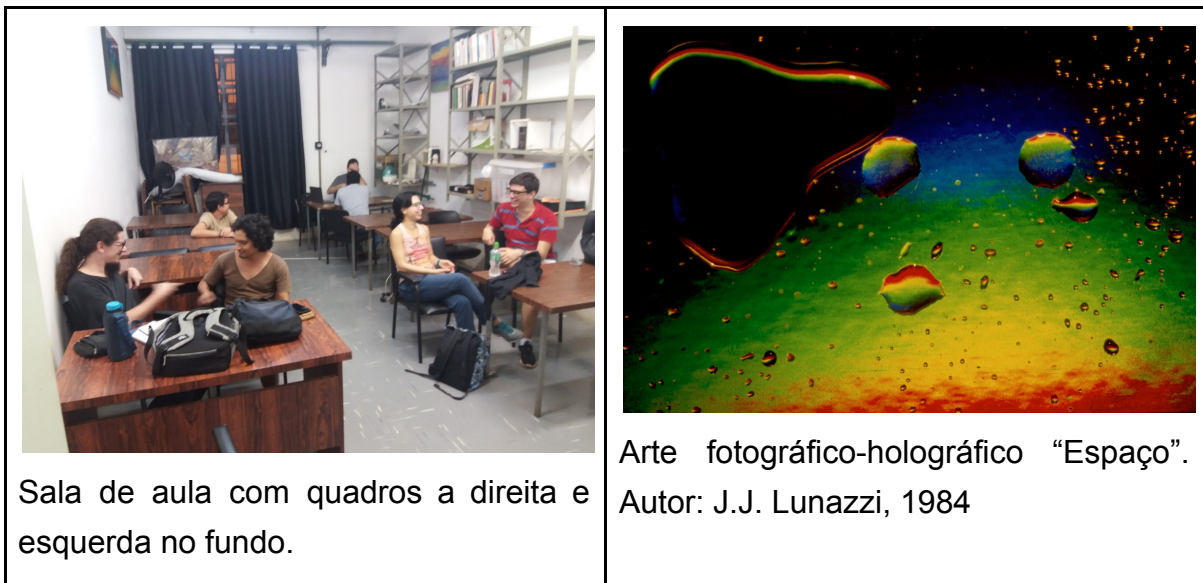 Sala de aula com quadros a direita e
esquerda no fundo.
Arte fotográfico-holográfico “Espaço”.
Autor: J.J. Lunazzi, 1984